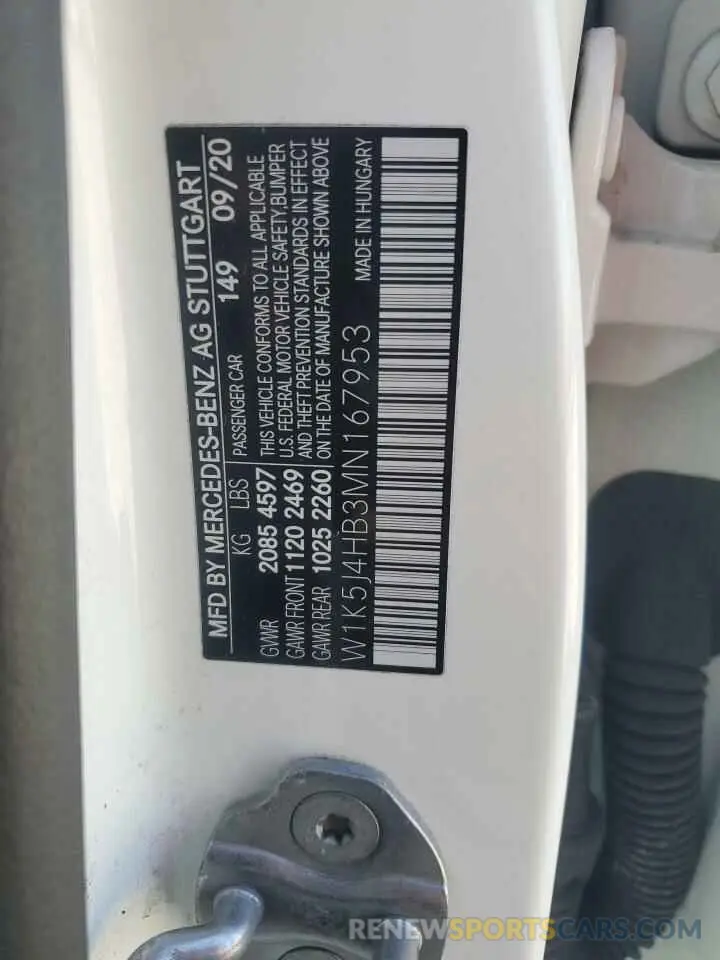 MFD BY MERCEDES-BENZ AG STUTTGART
KG LBS PASSENGER CAR 149 09/20
GVWR 2085 4597 THIS VEHICLE CONFORMS TO ALL APPLICABLE
U.S. FEDERAL MOTOR VEHICLE SAFETY,BUMPER
GAWR FRONT 1120 2469 AND THEFT PREVENTION STANDARDS IN EFFECT
GAWR REAR 1025 2260 ON THE DATE OF MANUFACTURE SHOWN ABOVE
W1K5J4HB3MN167953 MADE IN HUNGARY
RENEWSPORTSCARS.COM